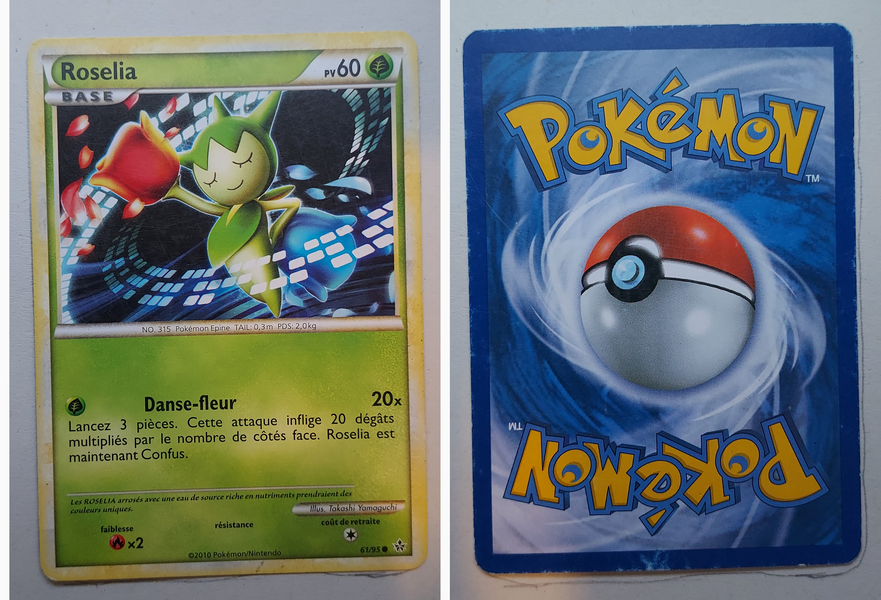 Roselia
PV60
BASE
NO. 315 Pokémon Epine TAIL: 0,3m PDS: 2,0kg
Danse-fleur 20x
Lancez 3 pièces. Cette attaque inflige 20 dégâts
multipliés par le nombre de côtés face. Roselia est
maintenant Confus.
Les ROSELIA arrosés avec une eau de source riche en nutriments prendraient des
couleurs uniques.
Illus. Takashi Yamaguchi
faiblesse résistance coût de retraite
x2
©2010 Pokémon/Nintendo 63/95
POKéMON
TM
POKéMON
TM